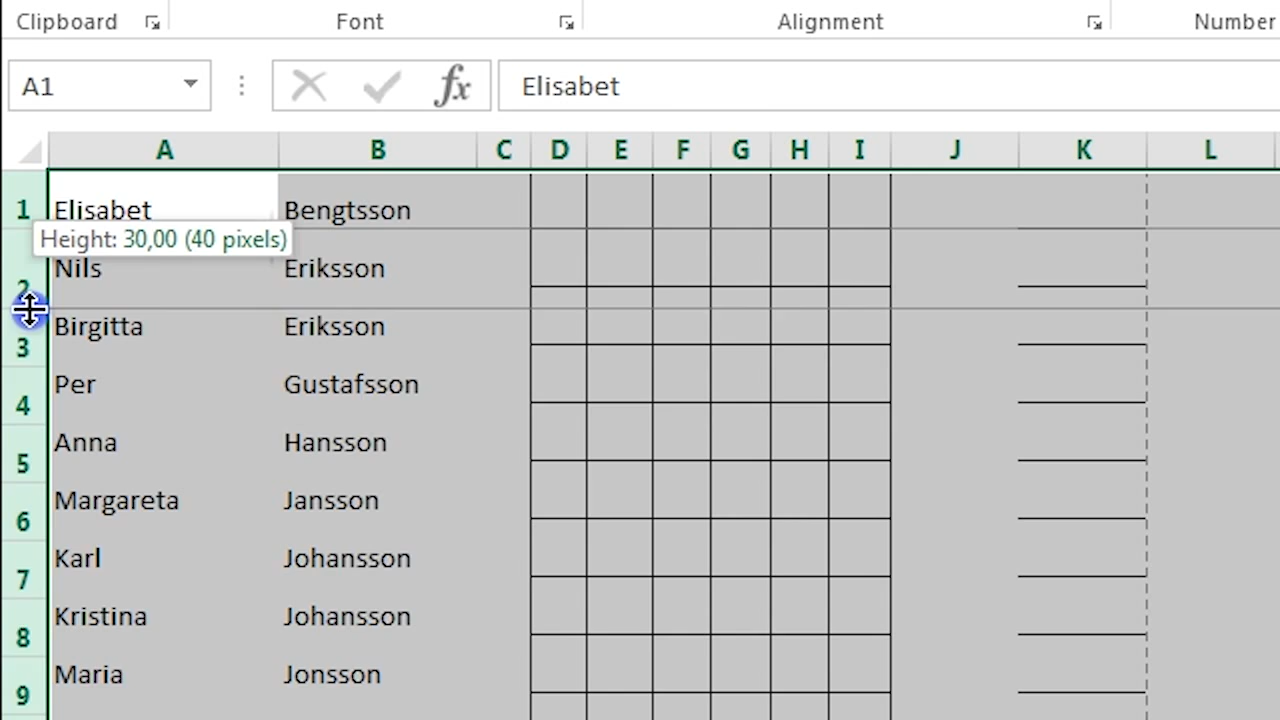 Clipboard Font Alignment Number
A1 fx Elisabet
A B C D E F G H I J K L
1 Elisabet Bengtsson
Height: 30,00 (40 pixels)
2 Nils Eriksson
3 Birgitta Eriksson
4 Per Gustafsson
5 Anna Hansson
6 Margareta Jansson
7 Karl Johansson
8 Kristina Johansson
9 Maria Jonsson